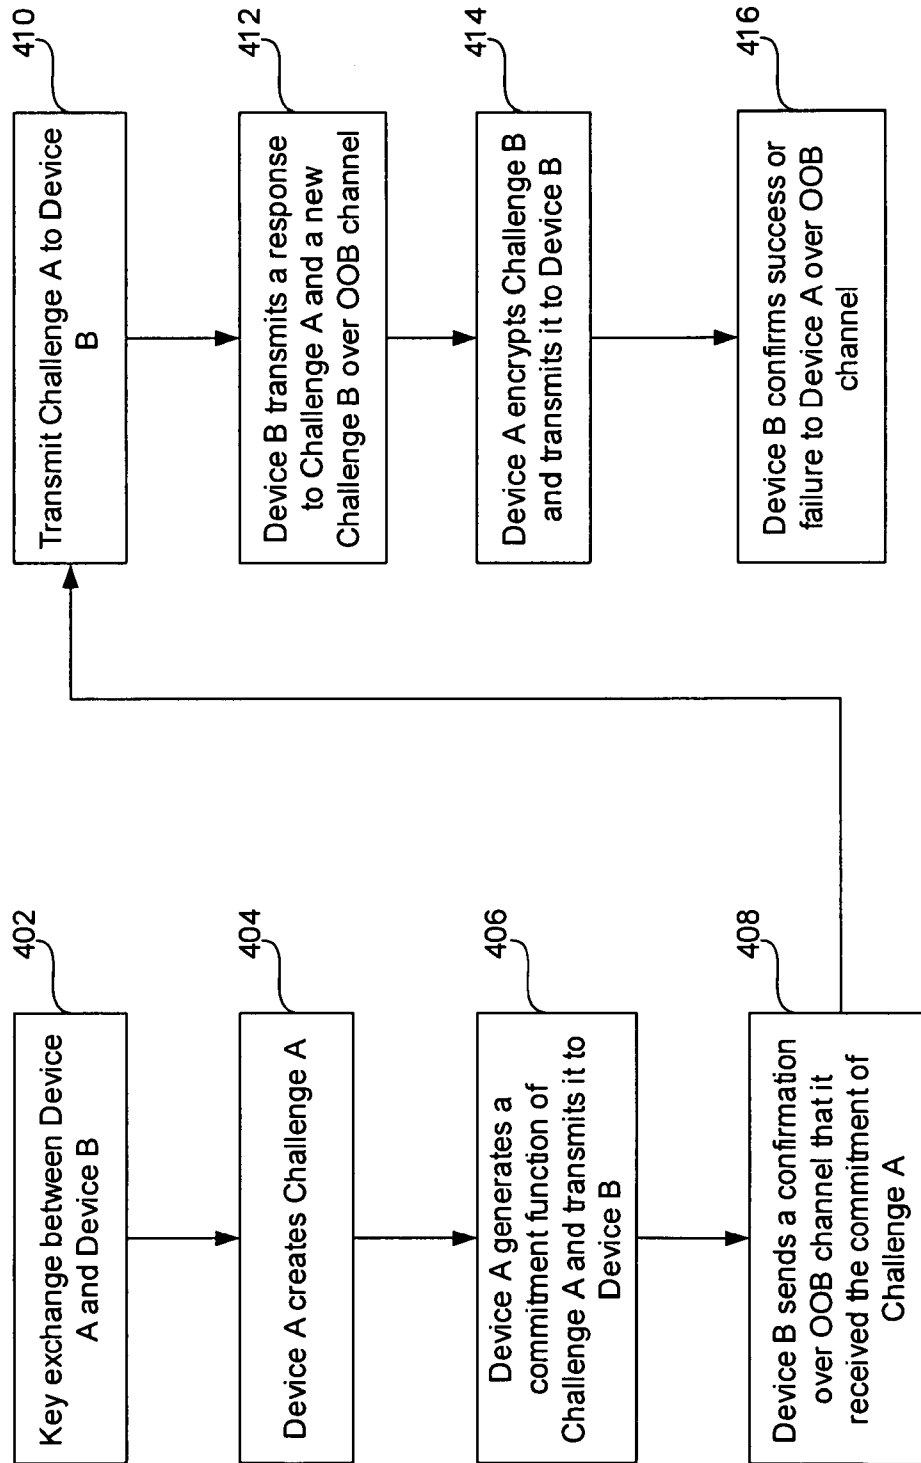 402
Key exchange between Device
A and Device B
404
Device A creates Challenge A
406
Device A generates a
commitment function of
Challenge A and transmits it to
Device B
408
Device B sends a confirmation
over OOB channel that it
received the commitment of
Challenge A
410
Transmit Challenge A to Device
B
412
Device B transmits a response
to Challenge A and a new
Challenge B over OOB channel
414
Device A encrypts Challenge B
and transmits it to Device B
416
Device B confirms success or
failure to Device A over OOB
channel